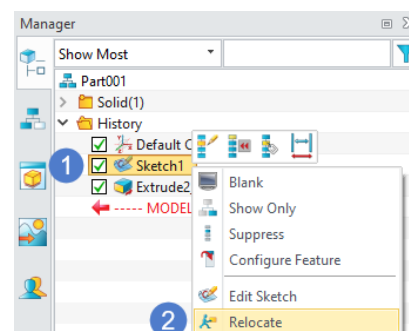 Manager
Show Most
Part001
Solid(1)
History
Default C
1 Sketch1
Extrude2_
----- MODEL
Blank
Show Only
Suppress
Configure Feature
Edit Sketch
2 Relocate